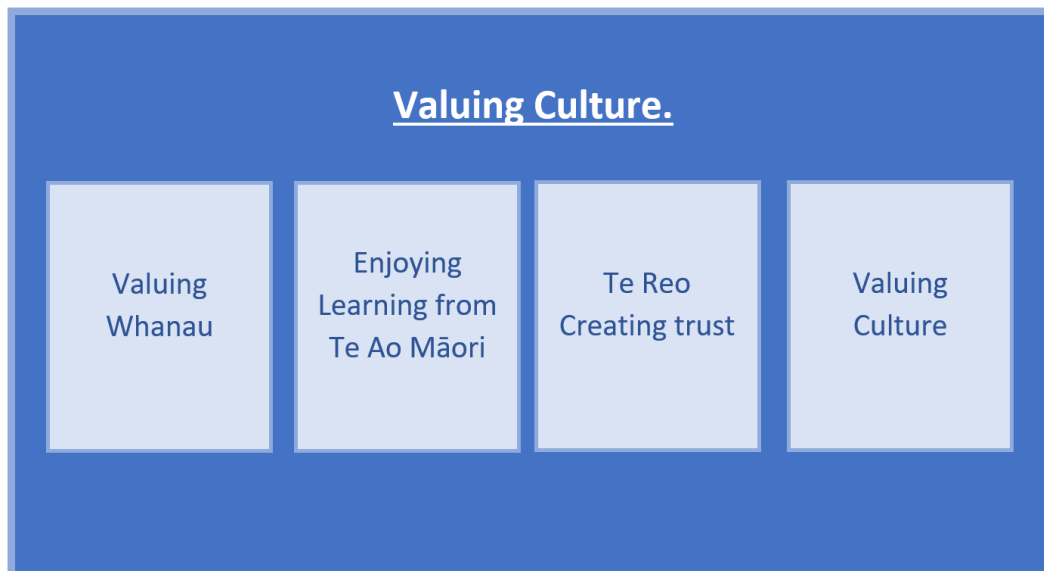 Valuing Culture.
Valuing
Whanau
Enjoying
Learning from
Te Ao Māori
Te Reo
Creating trust
Valuing
Culture